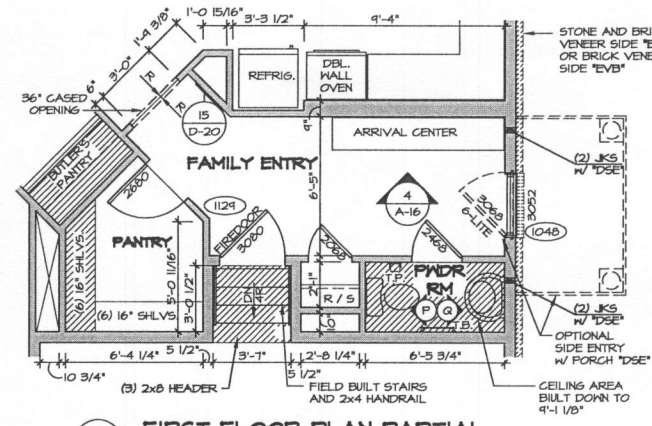 1'-0 15/16"
3'-3 1/2"
9'-4"
1'-9 3/8"
3'-0"
6"
STONE AND BRI
VENEER SIDE "E
OR BRICK VENE
SIDE "EVB"
36" CASED
OPENING
R
R
REFRIG.
DBL.
WALL
OVEN
15
D-20
9"
ARRIVAL CENTER
BUTLER'S
PANTRY
FAMILY ENTRY
6'-5"
(2) JKS
W/ "DSE"
2680
1129
4
A-16
3068
6-LITE
3052
1048
PANTRY
FIREDOOR
3080
2068
2468
(6) 16" SHLVS.
(6) 16" SHLVS.
5'-0 11/16"
3'-0 1/2"
DN
4R
2'-1"
R / S
10"
T.P.
PWDR
RM
P
Q
T.B.
(2) JKS
W/ "DSE"
OPTIONAL
SIDE ENTRY
W/ PORCH "DSE"
6'-4 1/4"
5 1/2"
3'-7"
5 1/2"
2'-8 1/4"
6'-5 3/4"
10 3/4"
(3) 2x8 HEADER
FIELD BUILT STAIRS
AND 2x4 HANDRAIL
CEILING AREA
BIULT DOWN TO
9'-1 1/8"
FIRST FLOOR PLAN PARTIAL